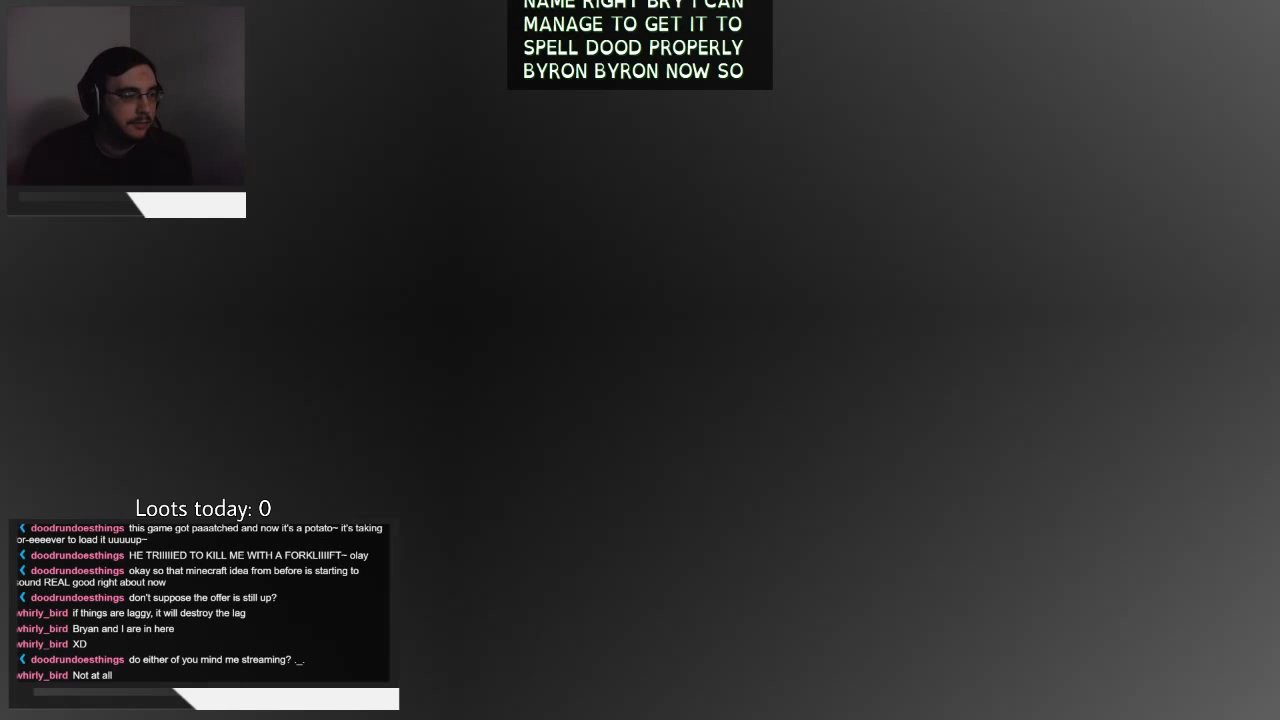 NAME RIGHT BRY I CAN
MANAGE TO GET IT TO
SPELL DOOD PROPERLY
BYRON BYRON NOW SO
Loots today: 0
doodrundoesthings this game got paaatched and now it's a potato~ it's taking
or-eeeever to load it uuuuup~
doodrundoesthings HE TRIIIIIED TO KILL ME WITH A FORKLIIIIFT~ olay
doodrundoesthings okay so that minecraft idea from before is starting to
sound REAL good right about now
doodrundoesthings don't suppose the offer is still up?
whirly_bird if things are laggy, it will destroy the lag
whirly_bird Bryan and I are in here
whirly_bird XD
doodrundoesthings do either of you mind me streaming? ._.
whirly_bird Not at all